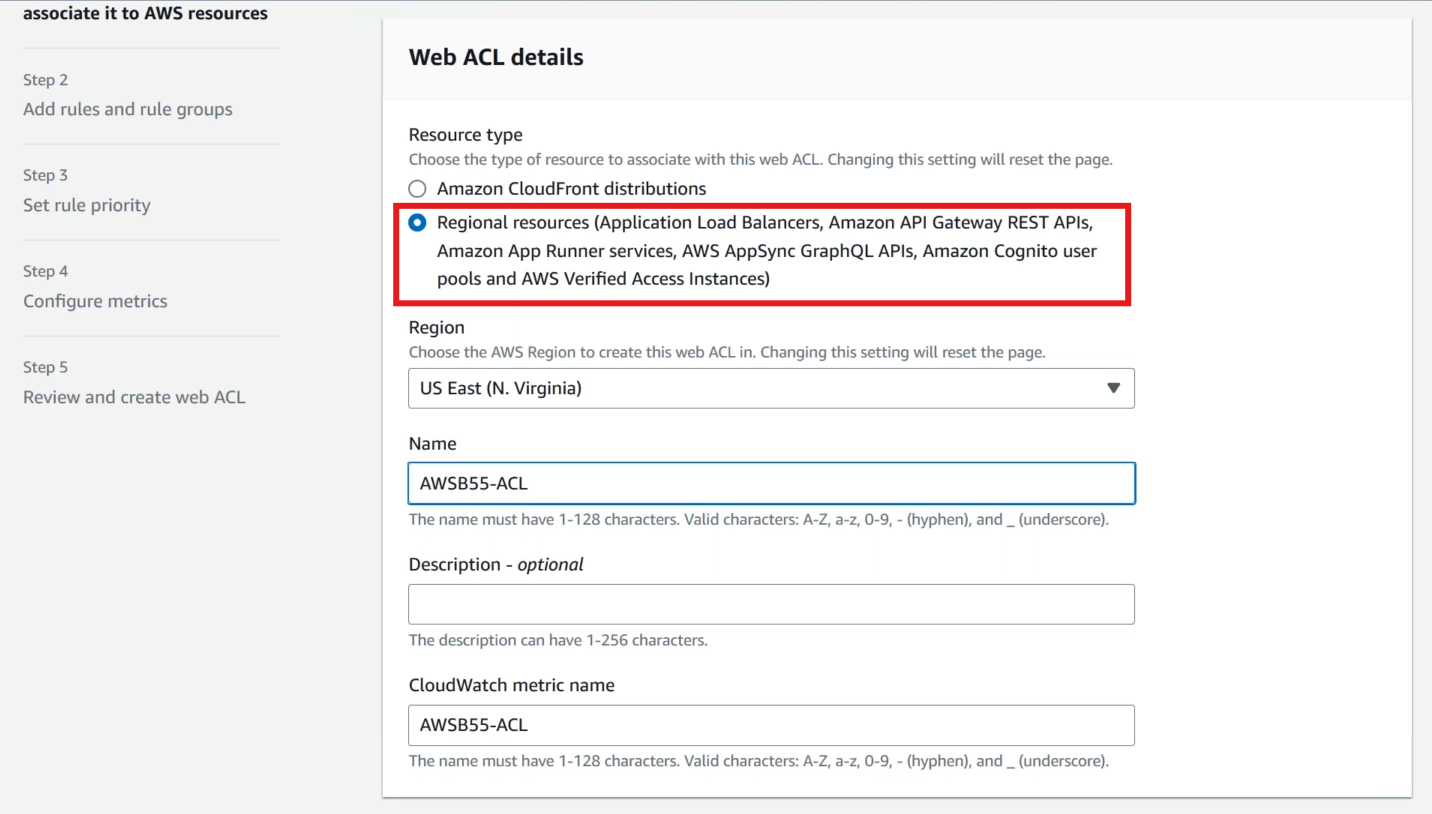 associate it to AWS resources
Step 2
Add rules and rule groups
Step 3
Set rule priority
Step 4
Configure metrics
Step 5
Review and create web ACL
Web ACL details
Resource type
Choose the type of resource to associate with this web ACL. Changing this setting will reset the page.
Amazon CloudFront distributions
Regional resources (Application Load Balancers, Amazon API Gateway REST APIs,
Amazon App Runner services, AWS AppSync GraphQL APIs, Amazon Cognito user
pools and AWS Verified Access Instances)
Region
Choose the AWS Region to create this web ACL in. Changing this setting will reset the page.
US East (N. Virginia)
Name
AWSB55-ACL
The name must have 1-128 characters. Valid characters: A-Z, a-z, 0-9, - (hyphen), and _ (underscore).
Description - optional
The description can have 1-256 characters.
CloudWatch metric name
AWSB55-ACL
The name must have 1-128 characters. Valid characters: A-Z, a-z, 0-9, - (hyphen), and _ (underscore).